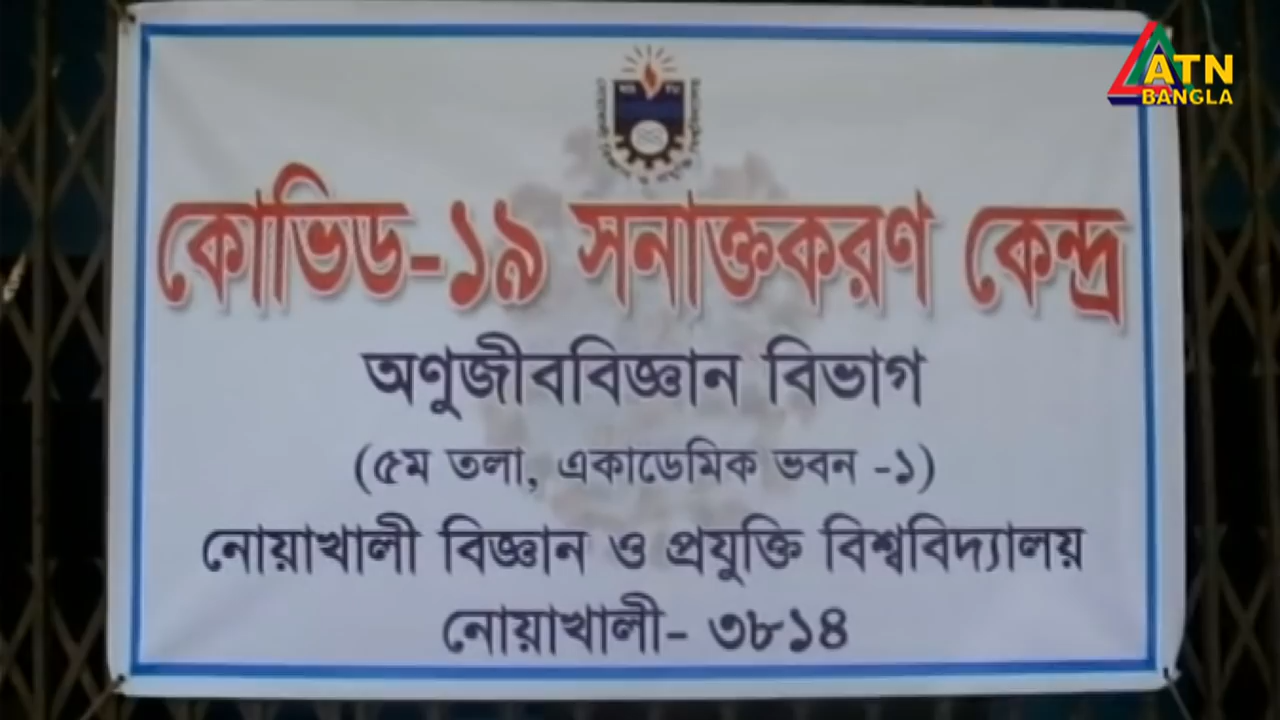 ATN
BANGLA
কোভিড-১৯ সনাক্তকরণ কেন্দ্র
অণুজীববিজ্ঞান বিভাগ
(৫ম তলা, একাডেমিক ভবন -১)
নোয়াখালী বিজ্ঞান ও প্রযুক্তি বিশ্ববিদ্যালয়
নোয়াখালী- ৩৮১৪